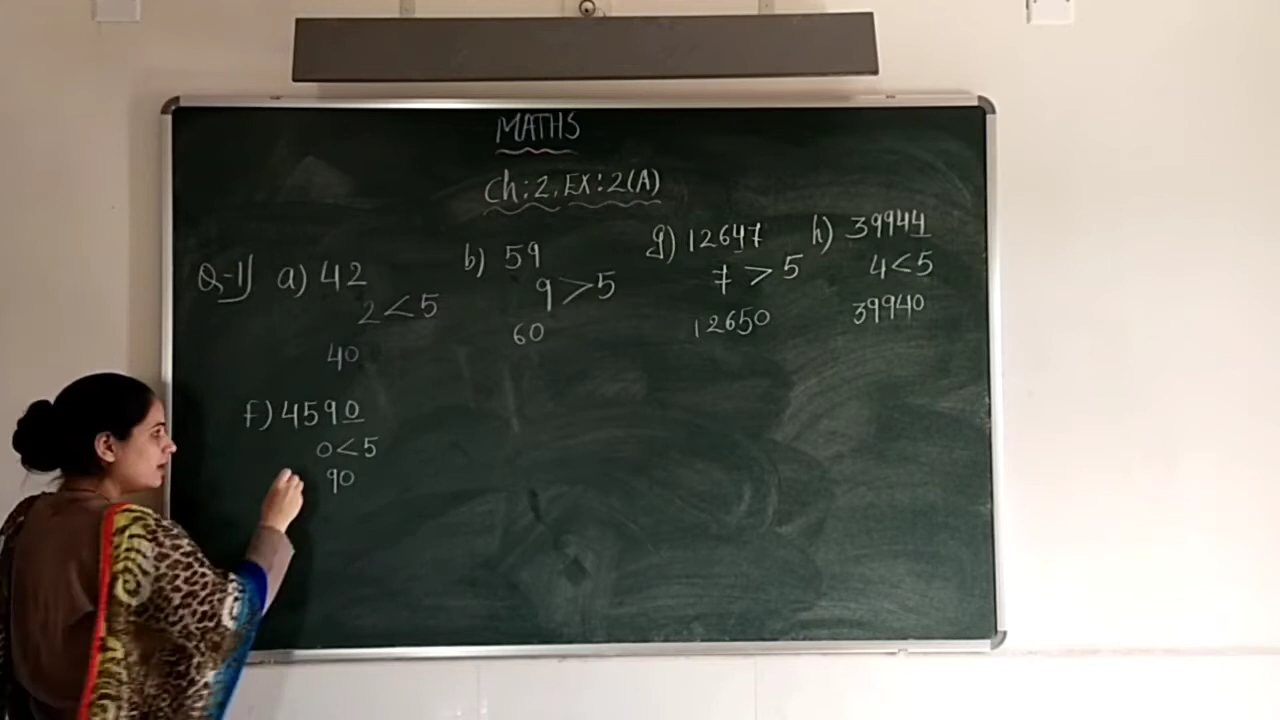 MATHS
Ch:2, EX:2(A)
Q-1) a) 42
2<5
40
b) 59
9>5
60
g) 12647
7>5
12650
h) 39944
4<5
39940
f) 4590
0<5
90